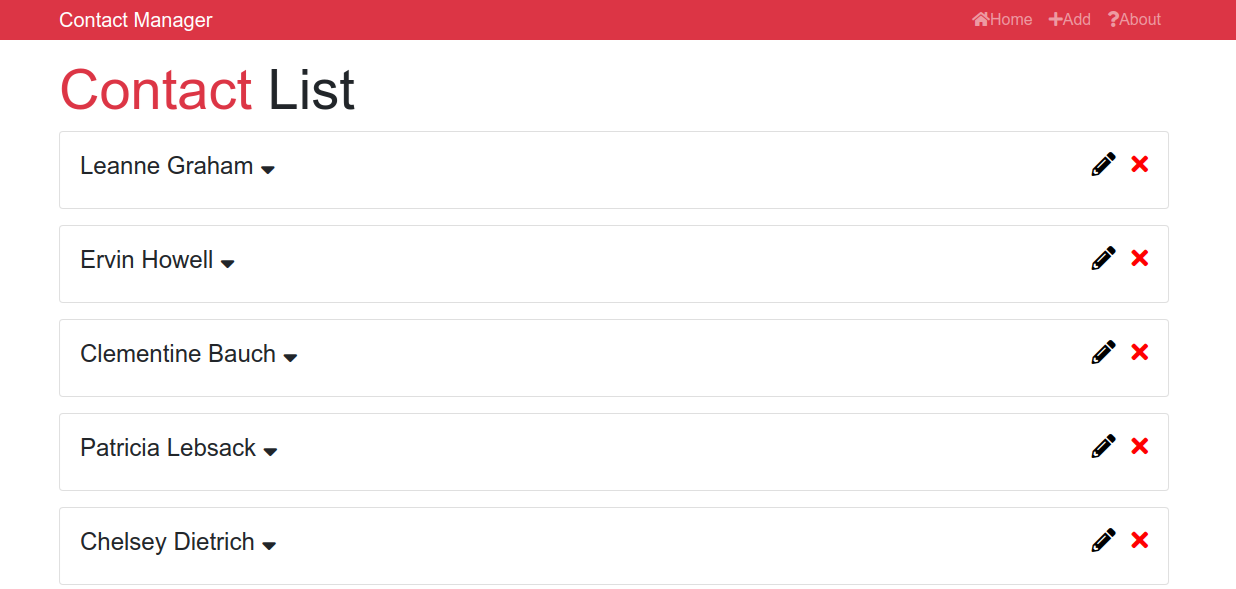 Contact Manager Home Add About
Contact List
Leanne Graham
Ervin Howell
Clementine Bauch
Patricia Lebsack
Chelsey Dietrich